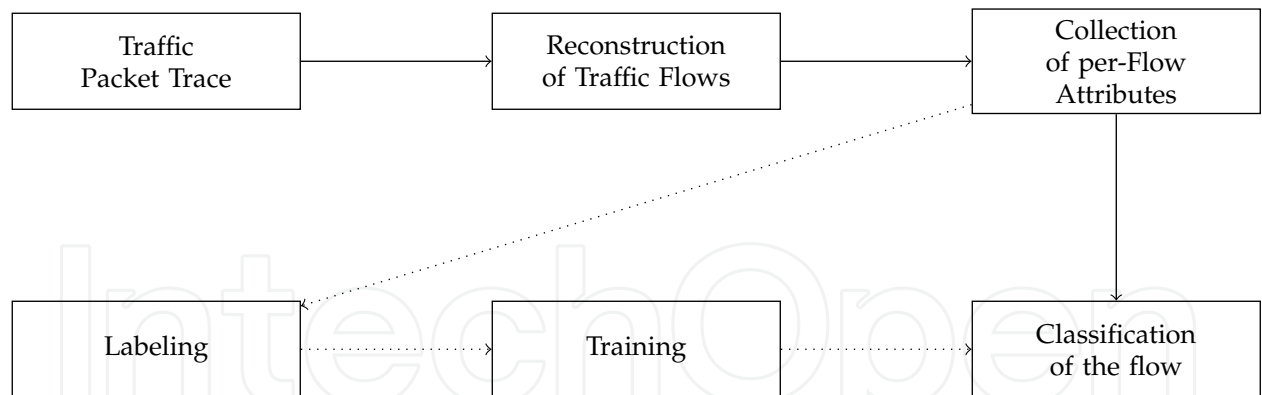 Traffic
Packet Trace
Reconstruction
of Traffic Flows
Collection
of per-Flow
Attributes
Labeling
Training
Classification
of the flow
IntechOpen